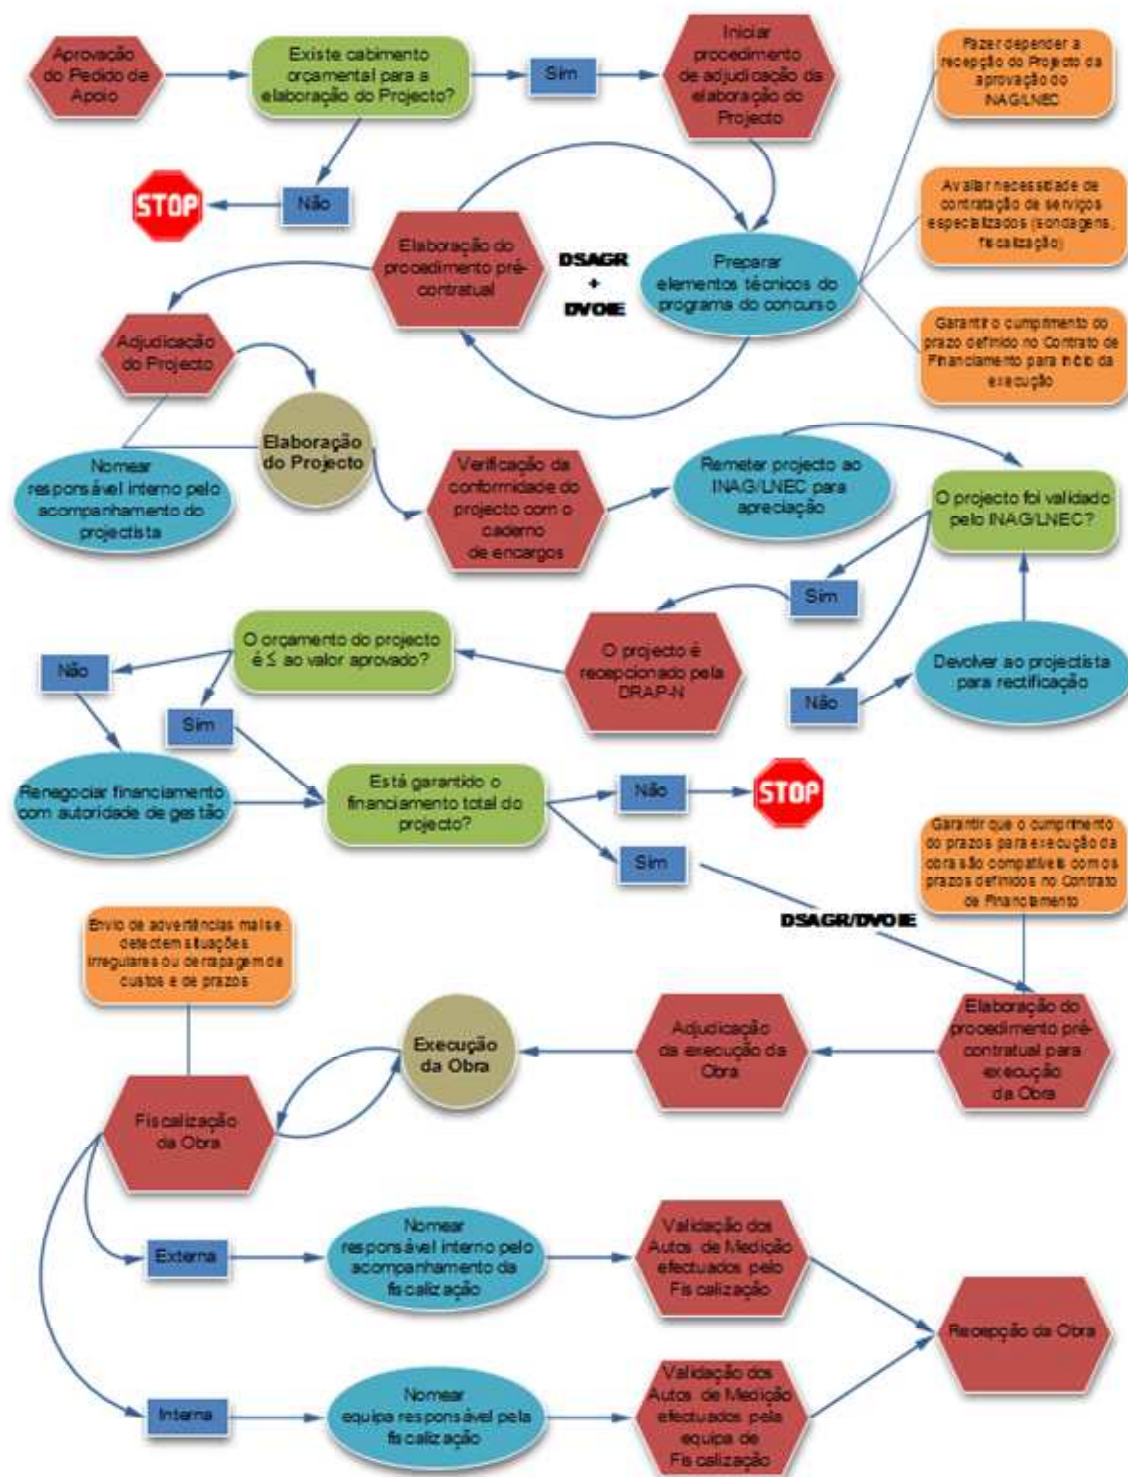 Aprovação
do Pedido de
Apoio
Existe cabimento
orçamental para a
elaboração do Projecto?
Sim
Iniciar
procedimento
de adjudicação da
elaboração do
Projecto
Fazer depender a
recepção do Projecto da
aprovação do
INAG/LNEC
STOP
Não
Avaliar necessidade de
contratação de serviços
especializados (sondagens,
fiscalização)
Elaboração do
procedimento pré-
contratual
DSAGR
+
DVOIE
Preparar
elementos técnicos do
programa do concurso
Garantir o cumprimento do
prazo definido no Contrato de
Financiamento para início da
execução
Adjudicação
do Projecto
Elaboração
do Projecto
Nomear
responsável interno pelo
acompanhamento do
projectista
Verificação da
conformidade do
projecto com o
caderno
de encargos
Remeter projecto ao
INAG/LNEC para
apreciação
O projecto foi validado
pelo INAG/LNEC?
Sim
Não
Devolver ao projectista
para rectificação
O projecto é
recepcionado pela
DRAP-N
O orçamento do projecto
é ≤ ao valor aprovado?
Não
Sim
Renegociar financiamento
com autoridade de gestão
Está garantido o
financiamento total do
projecto?
Não
STOP
Sim
Garantir que o cumprimento
do prazos para execução da
obra são compatíveis com os
prazos definidos no Contrato
de Financiamento
DSAGR/DVOIE
Envio de advertências mal se
detectem situações
irregulares ou derrapagem de
custos e de prazos
Elaboração do
procedimento pré-
contratual para
execução
da Obra
Adjudicação
da execução da
Obra
Execução
da Obra
Fiscalização
da Obra
Externa
Nomear
responsável interno pelo
acompanhamento da
fiscalização
Validação dos
Autos de Medição
efectuados pelo
Fiscalização
Recepção da Obra
Interna
Nomear
equipa responsável pela
fiscalização
Validação dos
Autos de Medição
efectuados pela
equipa de
Fiscalização